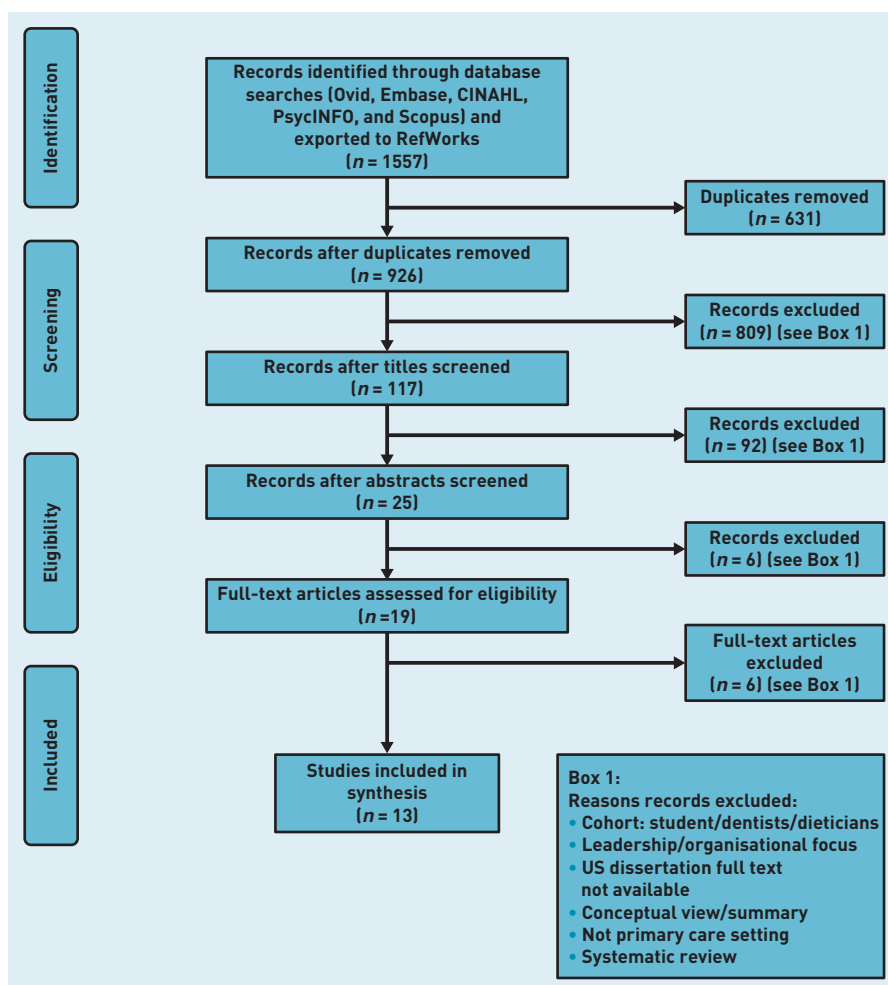 Identification
Records identified through database
searches (Ovid, Embase, CINAHL,
PsycINFO, and Scopus) and
exported to RefWorks
(n = 1557)
Duplicates removed
(n = 631)
Screening
Records after duplicates removed
(n = 926)
Records excluded
(n = 809) (see Box 1)
Records after titles screened
(n = 117)
Records excluded
(n = 92) (see Box 1)
Eligibility
Records after abstracts screened
(n = 25)
Records excluded
(n = 6) (see Box 1)
Full-text articles assessed for eligibility
(n =19)
Full-text articles
excluded
(n = 6) (see Box 1)
Included
Studies included in
synthesis
(n = 13)
Box 1:
Reasons records excluded:
• Cohort: student/dentists/dieticians
• Leadership/organisational focus
• US dissertation full text
not available
• Conceptual view/summary
• Not primary care setting
• Systematic review